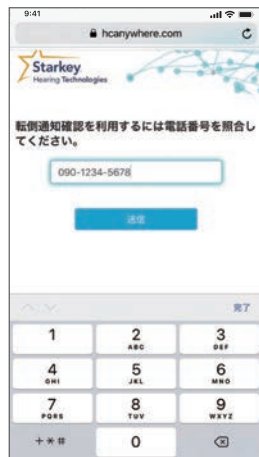 9:41
hcanywhere.com
Starkey
Hearing Technologies
転倒通知確認を利用するには電話番号を照合し
てください。
090-1234-5678
送信
完了
1
2
ABC
3
DEF
4
GHI
5
JKL
6
MNO
7
PQRS
8
TUV
9
WXYZ
+*#
0